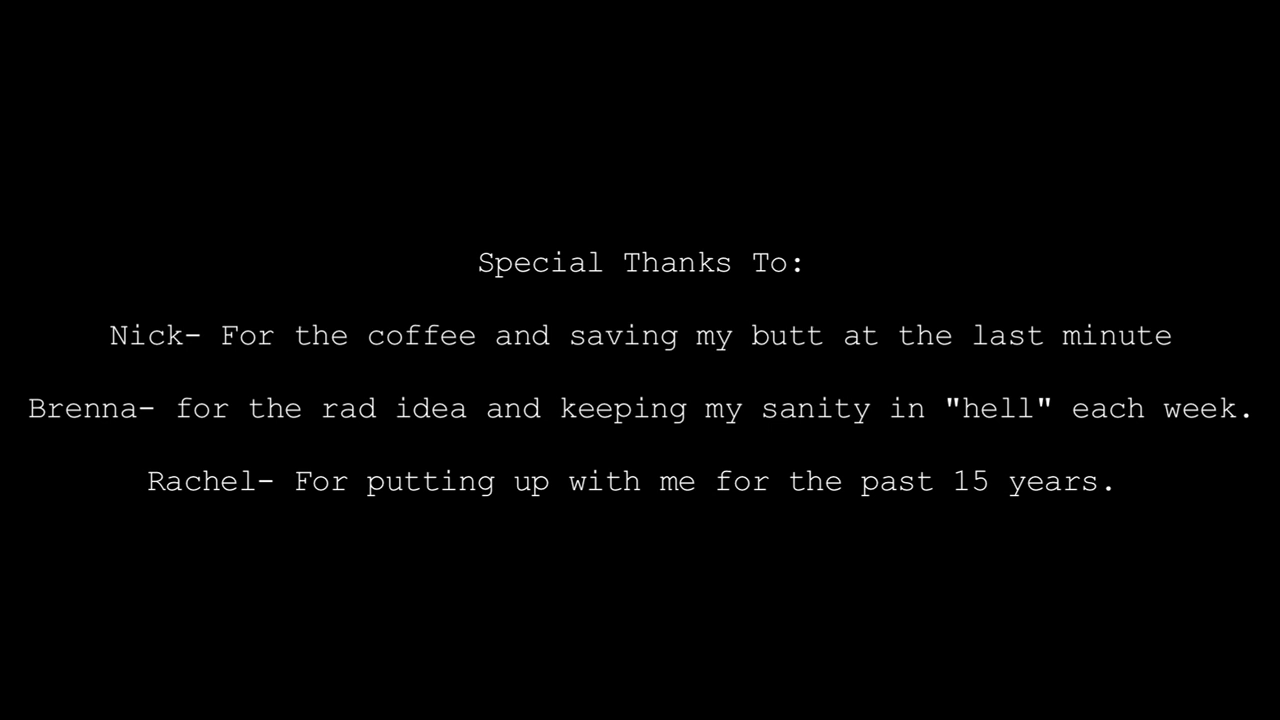 Special Thanks To:
Nick- For the coffee and saving my butt at the last minute
Brenna- for the rad idea and keeping my sanity in "hell" each week.
Rachel- For putting up with me for the past 15 years.